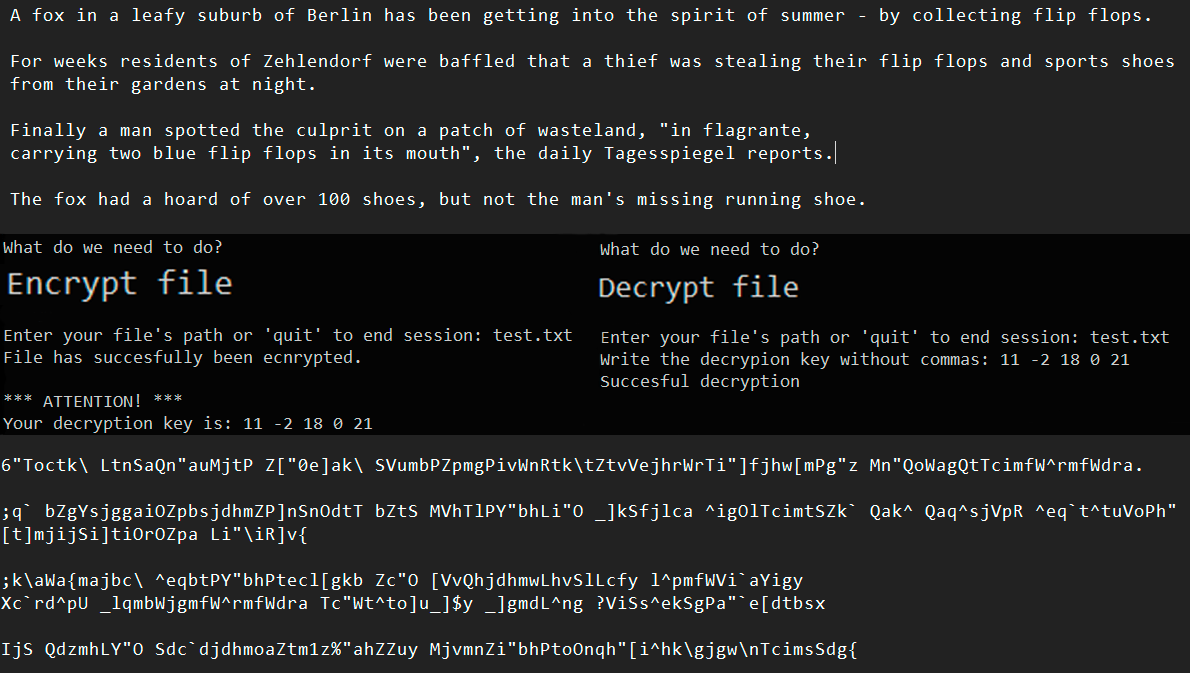 A fox in a leafy suburb of Berlin has been getting into the spirit of summer - by collecting flip flops.
For weeks residents of Zehlendorf were baffled that a thief was stealing their flip flops and sports shoes
from their gardens at night.
Finally a man spotted the culprit on a patch of wasteland, "in flagrante,
carrying two blue flip flops in its mouth", the daily Tagesspiegel reports.
The fox had a hoard of over 100 shoes, but not the man's missing running shoe.
What do we need to do?
Encrypt file
Enter your file's path or 'quit' to end session: test.txt
File has succesfully been ecnrypted.
*** ATTENTION! ***
Your decryption key is: 11 -2 18 0 21
What do we need to do?
Decrypt file
Enter your file's path or 'quit' to end session: test.txt
Write the decrypion key without commas: 11 -2 18 0 21
Succesful decryption
6"Toctk\ LtnSaQn"auMjtP Z["0e]ak\ SVumbPZpmgPivWnRtk\tZtvVejhrWrTi"]fjhw[mPg"z Mn"QoWagQtTcimfW^rmfWdra.
;q` bZgYsjggaiOZpbsjdhmZP]nSnOdtT bZtS MVhTlPY"bhLi"O _]kSfjlca ^igOlTcimtSZk` Qak^ Qaq^sjVpR ^eq`t^tuVoPh"
[t]mjijSi]tiOrOZpa Li"\iR]v{
;k\aWa{majbc\ ^eqbtPY"bhPtecl[gkb Zc"O [VvQhjdhmwLhvSlLcfy l^pmfWVi`aYigy
Xc`rd^pU _lqmbWjgmfW^rmfWdra Tc"Wt^to]u_]$y _]gmdL^ng ?ViSs^ekSgPa"`e[dtbsx
IjS QdzmhLY"O Sdc`djdhmoaZtm1z%"ahZZuy MjvmnZi"bhPtoOnqh"[i^hk\gjgw\nTcimsSdg{